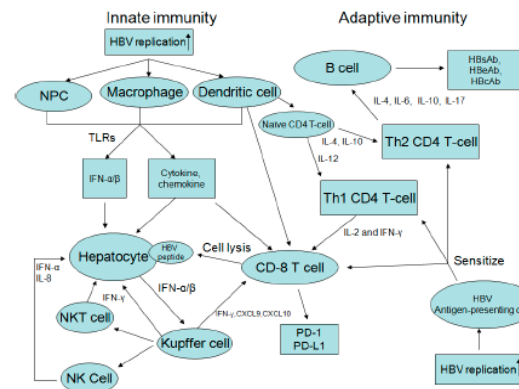 Innate immunity
Adaptive immunity
HBV replication
NPC
Macrophage
Dendritic cell
B cell
HBsAb,
HBeAb,
HBcAb
IL-4, IL-6, IL-10, IL-17
TLRs
Naive CD4 T-cell
IL-4, IL-10
Th2 CD4 T-cell
IL-12
IFN-α/β
Cytokine,
chemokine
Th1 CD4 T-cell
IL-2 and IFN-γ
Hepatocyte
HBV
peptide
Cell lysis
CD-8 T cell
Sensitize
IFN-α
IL-8
IFN-γ
IFN-α/β
IFN-γ,CXCL9,CXCL10
NKT cell
Kupffer cell
NK Cell
PD-1
PD-L1
HBV
Antigen-presenting c
HBV replication